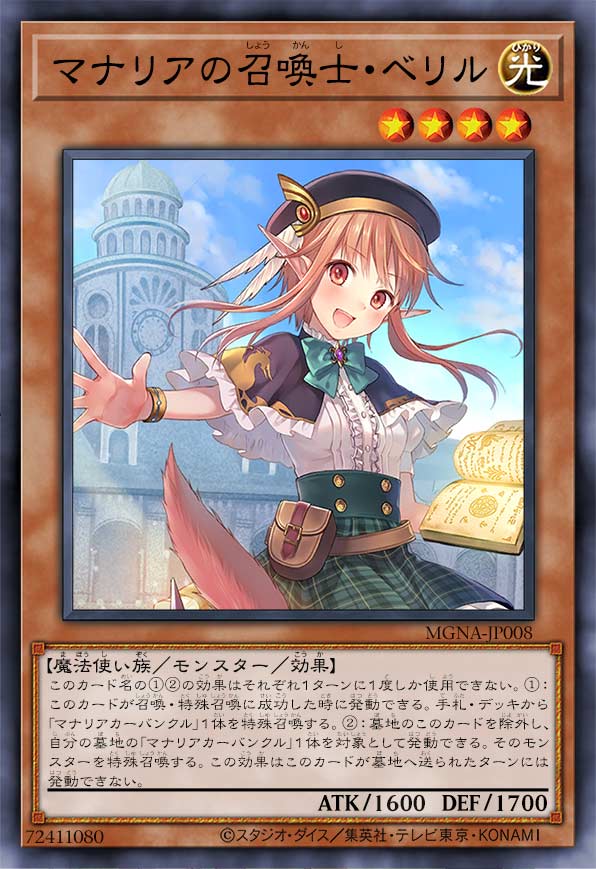 しょう かん し
マナリアの召喚士・ベリル
ひかり
光
MGNA-JP008
【魔法使い族／モンスター／効果】
このカード名の①②の効果はそれぞれ1ターンに1度しか使用できない。①：
このカードが召喚・特殊召喚に成功した時に発動できる。手札・デッキから
「マナリアカーバンクル」1体を特殊召喚する。②：墓地のこのカードを除外し、
自分の墓地の「マナリアカーバンクル」1体を対象として発動できる。そのモン
スターを特殊召喚する。この効果はこのカードが墓地へ送られたターンには
発動できない。
ATK/1600 DEF/1700
72411080 ©スタジオ・ダイス／集英社・テレビ東京・KONAMI